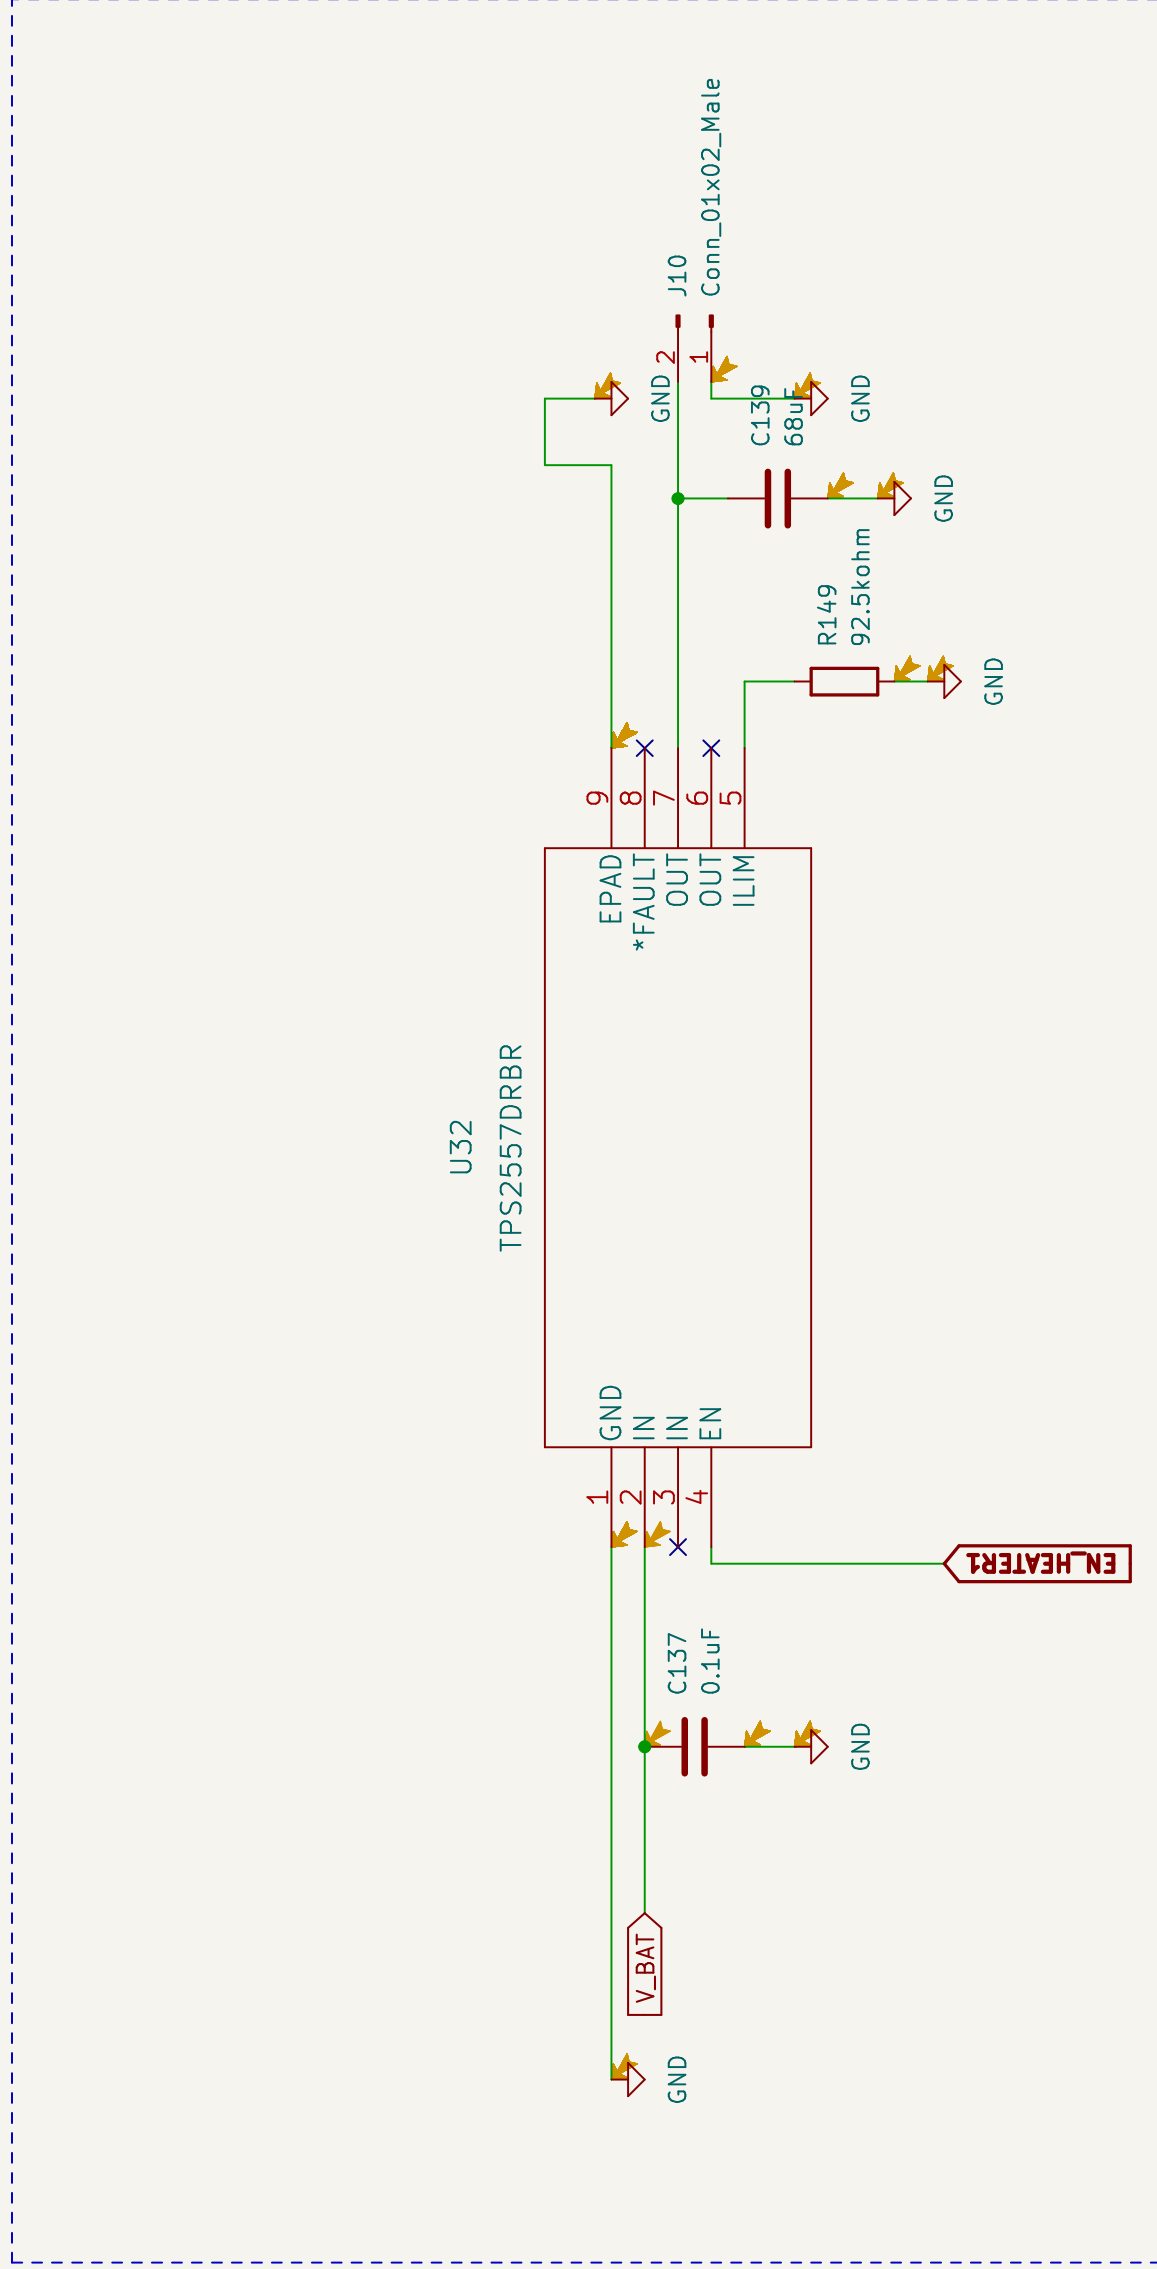 J10
Conn_01x02_Male
2
1
GND
C139
68uF
GND
GND
R149
92.5kohm
GND
9
8
7
6
5
EPAD
*FAULT
OUT
OUT
ILIM
U32
TPS2557DRBR
GND
IN
IN
EN
1
2
3
4
EN_HEATER1
C137
0.1uF
GND
V_BAT
GND